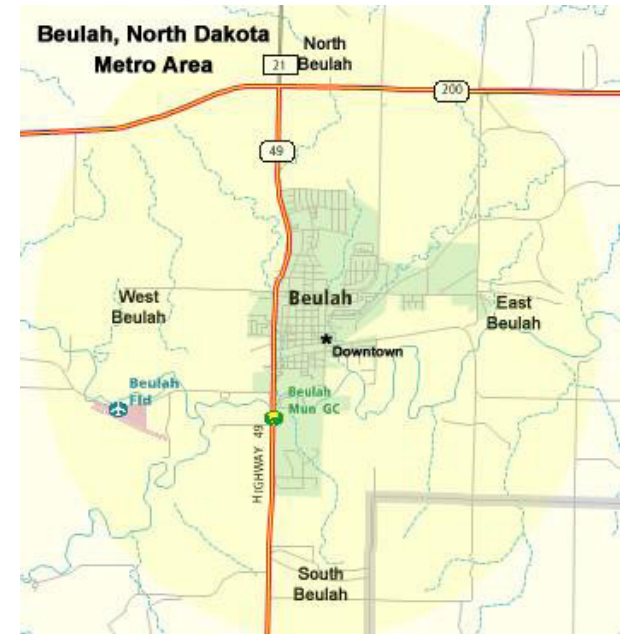 Beulah, North Dakota
Metro Area
North
Beulah
21
200
49
West
Beulah
Beulah
East
Beulah
Downtown
Beulah
Fld
Beulah
Mun GC
HIGHWAY 49
South
Beulah